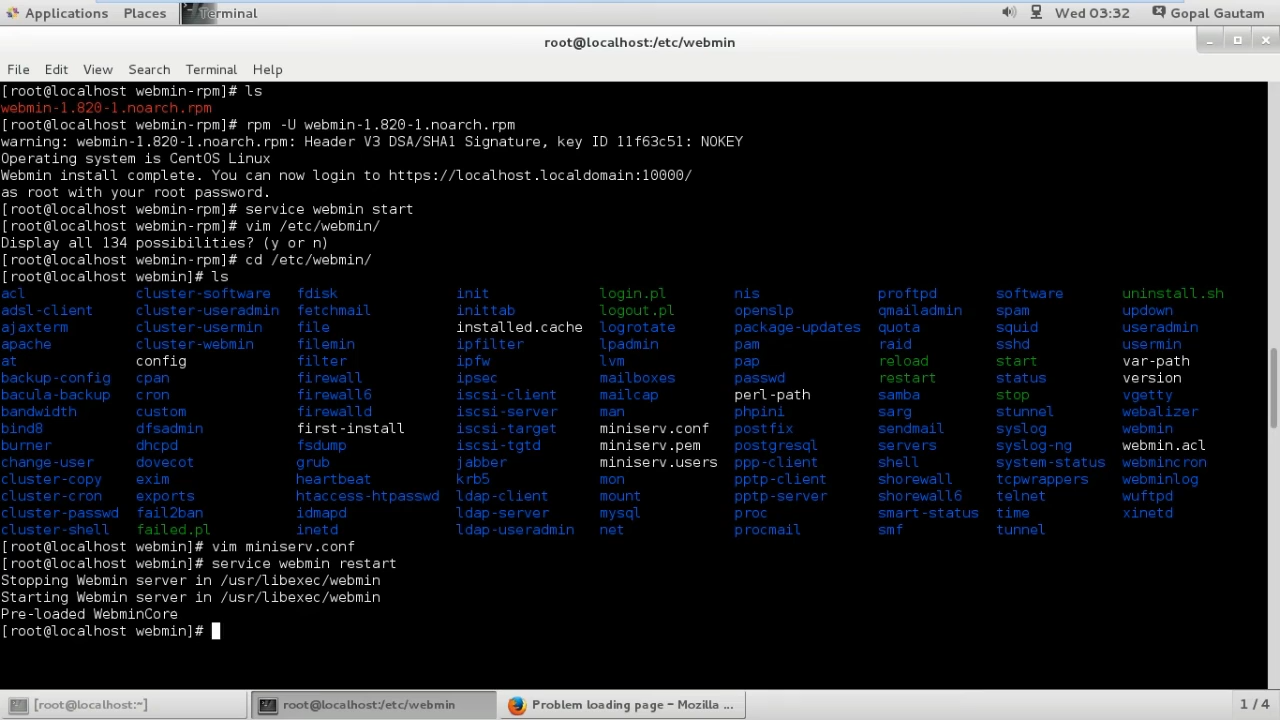 Applications Places Terminal Wed 03:32 Gopal Gautam
root@localhost:/etc/webmin
File Edit View Search Terminal Help
[root@localhost webmin-rpm]# ls
webmin-1.820-1.noarch.rpm
[root@localhost webmin-rpm]# rpm -U webmin-1.820-1.noarch.rpm
warning: webmin-1.820-1.noarch.rpm: Header V3 DSA/SHA1 Signature, key ID 11f63c51: NOKEY
Operating system is CentOS Linux
Webmin install complete. You can now login to https://localhost.localdomain:10000/
as root with your root password.
[root@localhost webmin-rpm]# service webmin start
[root@localhost webmin-rpm]# vim /etc/webmin/
Display all 134 possibilities? (y or n)
[root@localhost webmin-rpm]# cd /etc/webmin/
[root@localhost webmin]# ls
acl cluster-software fdisk init login.pl nis proftpd software uninstall.sh
adsl-client cluster-useradmin fetchmail inittab logout.pl openslp qmailadmin spam updown
ajaxterm cluster-usermin file installed.cache logrotate package-updates quota squid useradmin
apache cluster-webmin filemin ipfilter lpadmin pam raid sshd usermin
at config filter ipfw lvm pap reload start var-path
backup-config cpan firewall ipsec mailboxes passwd restart status version
bacula-backup cron firewall6 iscsi-client mailcap perl-path samba stop vgetty
bandwidth custom firewalld iscsi-server man phpini sarg stunnel webalizer
bind8 dfsadmin first-install iscsi-target miniserv.conf postfix sendmail syslog webmin
burner dhcpd fsdump iscsi-tgtd miniserv.pem postgresql servers syslog-ng webmin.acl
change-user dovecot grub jabber miniserv.users ppp-client shell system-status webmincron
cluster-copy exim heartbeat krb5 mon pptp-client shorewall tcpwrappers webminlog
cluster-cron exports htaccess-htpasswd ldap-client mount pptp-server shorewall6 telnet wuftpd
cluster-passwd fail2ban idmapd ldap-server mysql proc smart-status time xinetd
cluster-shell failed.pl inetd ldap-useradmin net procmail smf tunnel
[root@localhost webmin]# vim miniserv.conf
[root@localhost webmin]# service webmin restart
Stopping Webmin server in /usr/libexec/webmin
Starting Webmin server in /usr/libexec/webmin
Pre-loaded WebminCore
[root@localhost webmin]#
[root@localhost:~] root@localhost:/etc/webmin Problem loading page - Mozilla ... 1 / 4